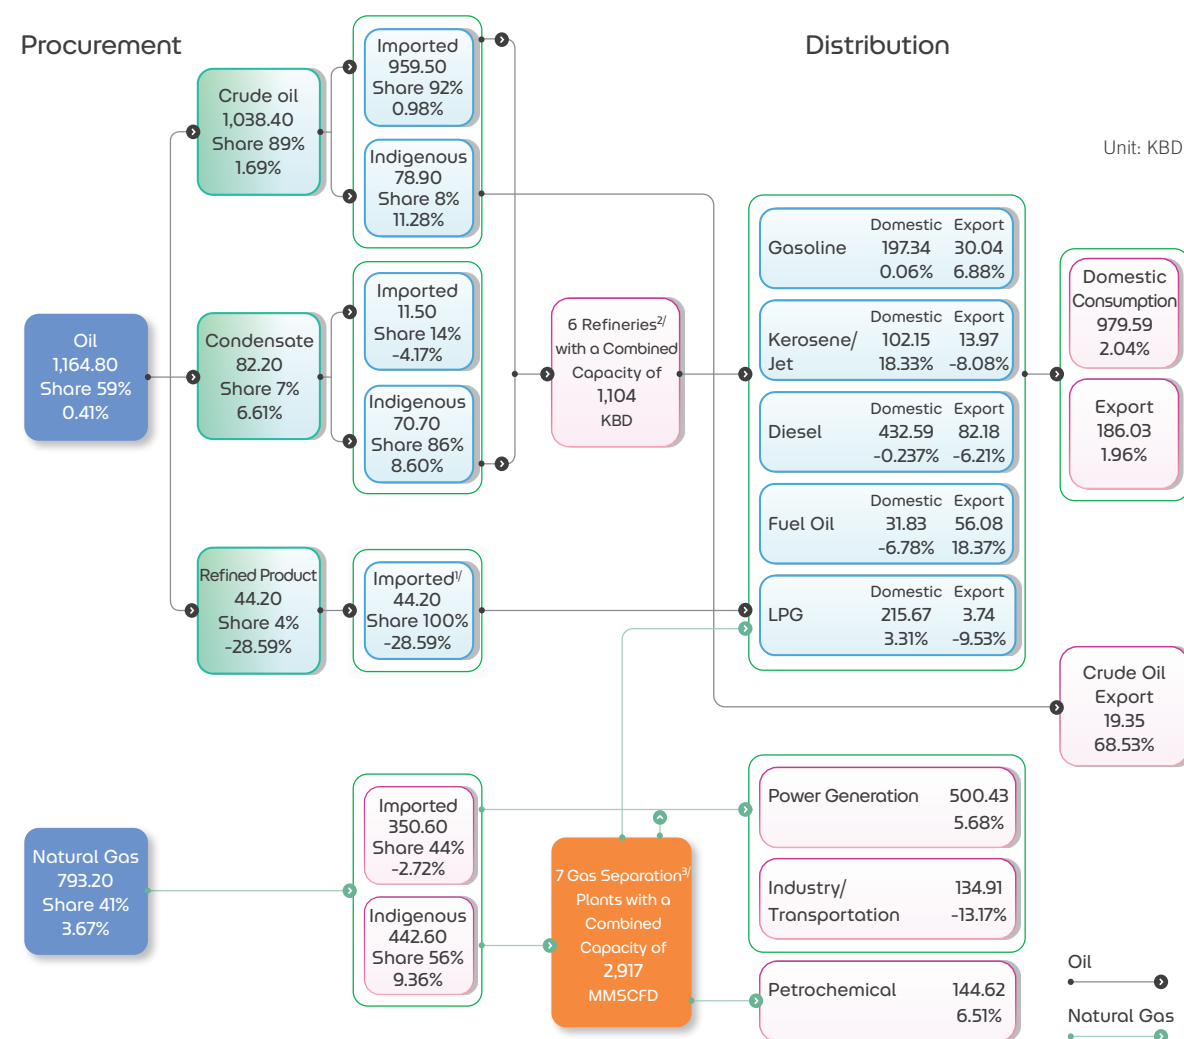 Procurement
Distribution
Unit: KBD
Oil
1,164.80
Share 59%
0.41%
Crude oil
1,038.40
Share 89%
1.69%
Imported
959.50
Share 92%
0.98%
Indigenous
78.90
Share 8%
11.28%
Condensate
82.20
Share 7%
6.61%
Imported
11.50
Share 14%
-4.17%
Indigenous
70.70
Share 86%
8.60%
Refined Product
44.20
Share 4%
-28.59%
Imported1/
44.20
Share 100%
-28.59%
6 Refineries2/
with a Combined
Capacity of
1,104
KBD
Domestic Export
Gasoline 197.34 30.04
0.06% 6.88%
Domestic Export
Kerosene/ 102.15 13.97
Jet 18.33% -8.08%
Domestic Export
Diesel 432.59 82.18
-0.237% -6.21%
Domestic Export
Fuel Oil 31.83 56.08
-6.78% 18.37%
Domestic Export
LPG 215.67 3.74
3.31% -9.53%
Domestic
Consumption
979.59
2.04%
Export
186.03
1.96%
Crude Oil
Export
19.35
68.53%
Natural Gas
793.20
Share 41%
3.67%
Imported
350.60
Share 44%
-2.72%
Indigenous
442.60
Share 56%
9.36%
7 Gas Separation3/
Plants with a
Combined
Capacity of
2,917
MMSCFD
Power Generation 500.43
5.68%
Industry/ 134.91
Transportation -13.17%
Petrochemical 144.62
6.51%
Oil
Natural Gas